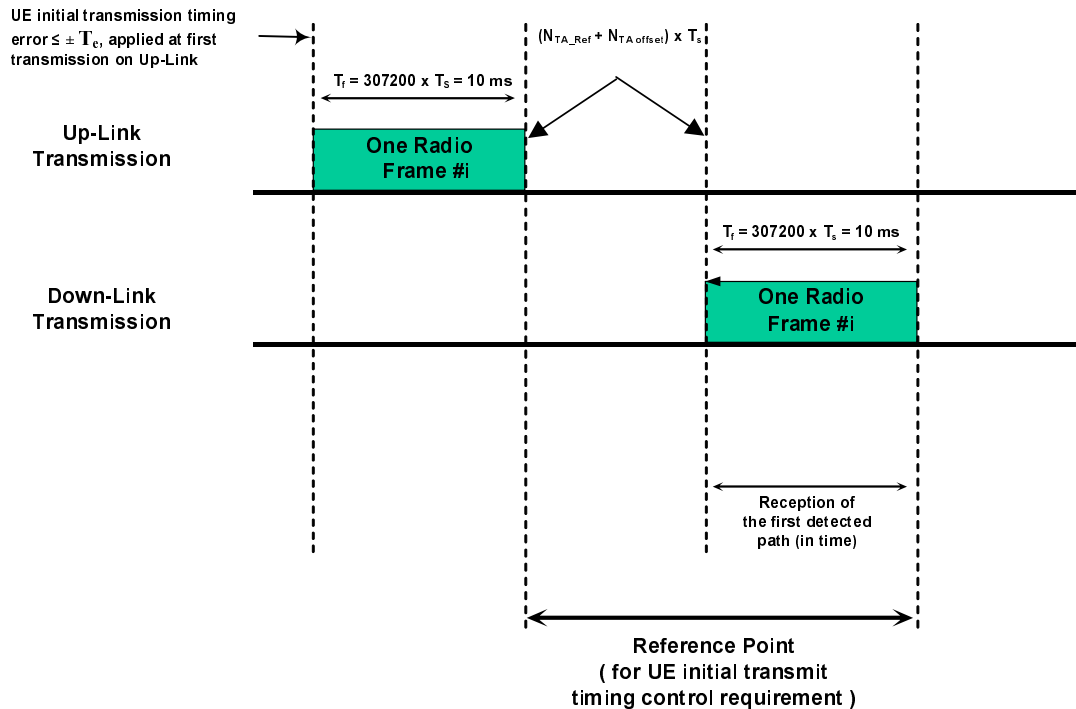 UE initial transmission timing
error ≤ ± Te, applied at first
transmission on Up-Link
(NTA_Ref + NTA offset) x Ts
Tf = 307200 x TS = 10 ms
Up-Link
Transmission
One Radio
Frame #i
Tf = 307200 x Ts = 10 ms
Down-Link
Transmission
One Radio
Frame #i
Reception of
the first detected
path (in time)
Reference Point
( for UE initial transmit
timing control requirement )